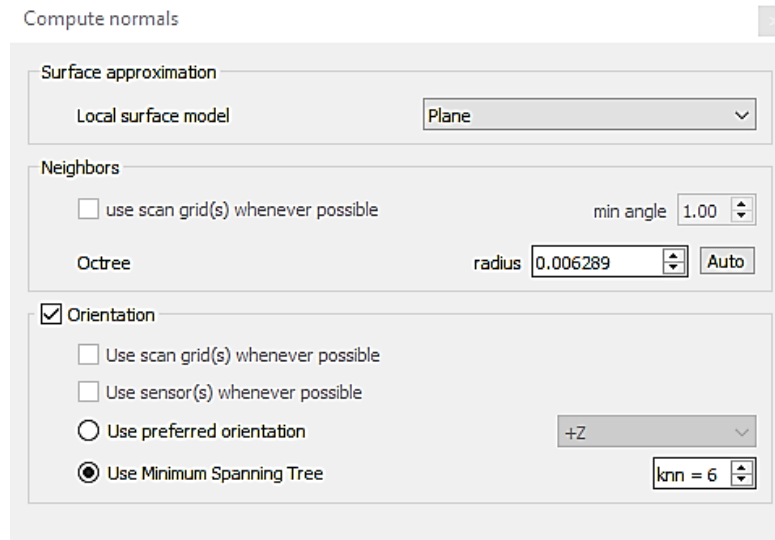 Compute normals
Surface approximation
Local surface model Plane
Neighbors
use scan grid(s) whenever possible min angle 1.00
Octree radius 0.006289 Auto
Orientation
Use scan grid(s) whenever possible
Use sensor(s) whenever possible
Use preferred orientation +Z
Use Minimum Spanning Tree knn = 6